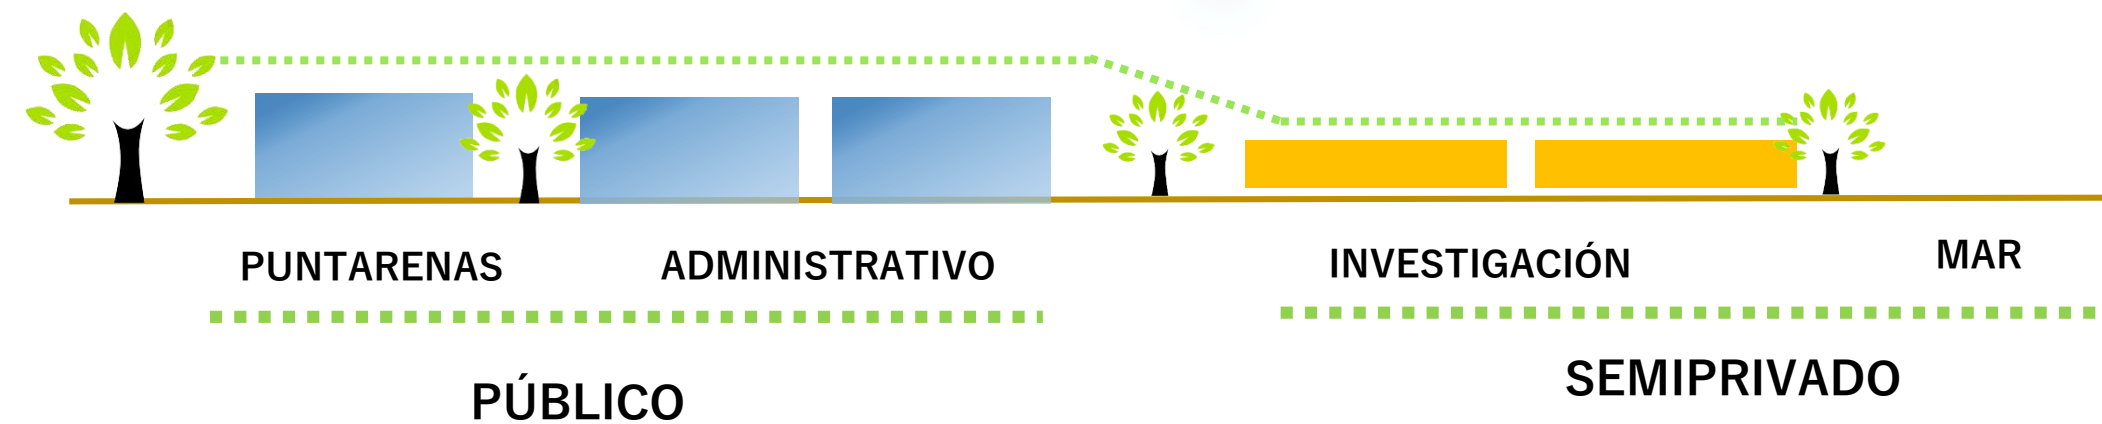 PUNTARENAS
ADMINISTRATIVO
INVESTIGACIÓN
MAR
PÚBLICO
SEMIPRIVADO